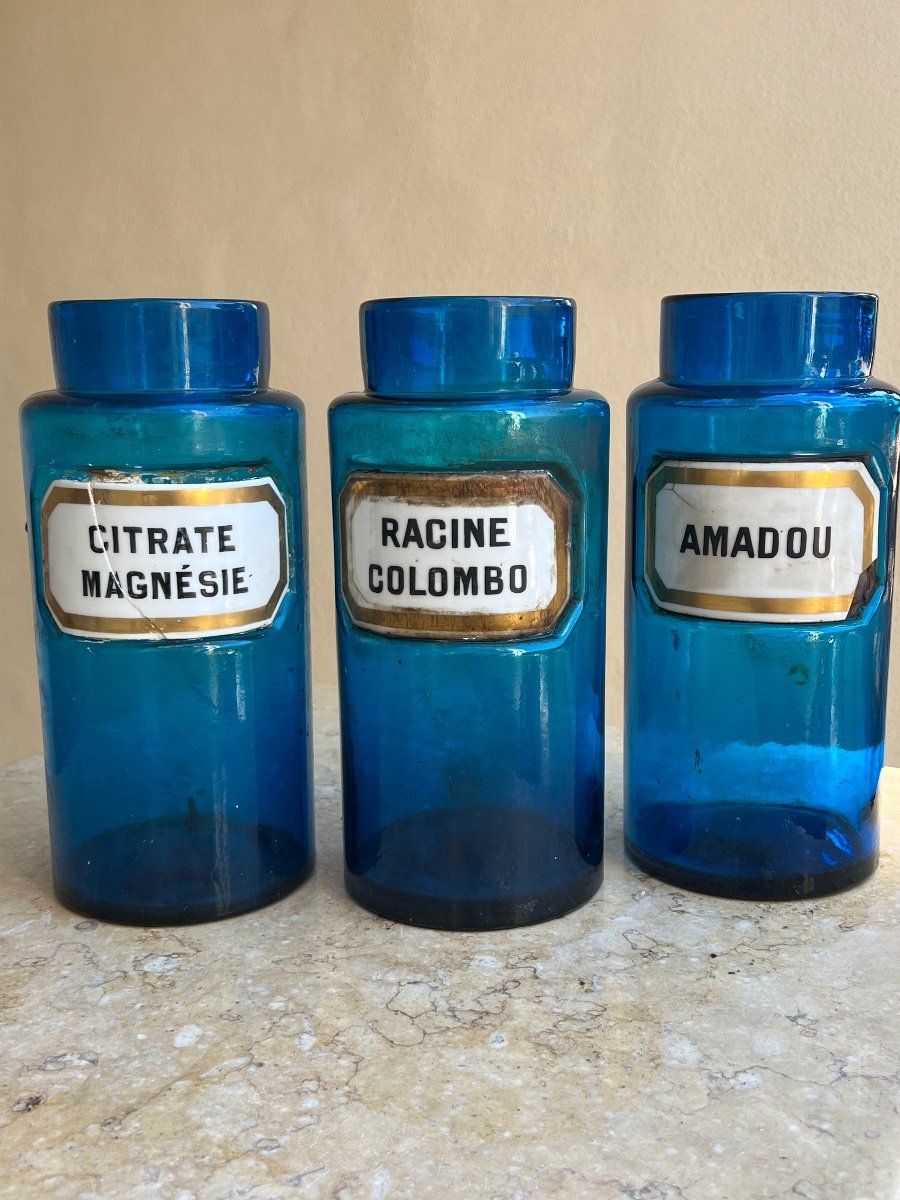 CITRATE
MAGNÉSIE
RACINE
COLOMBO
AMADOU